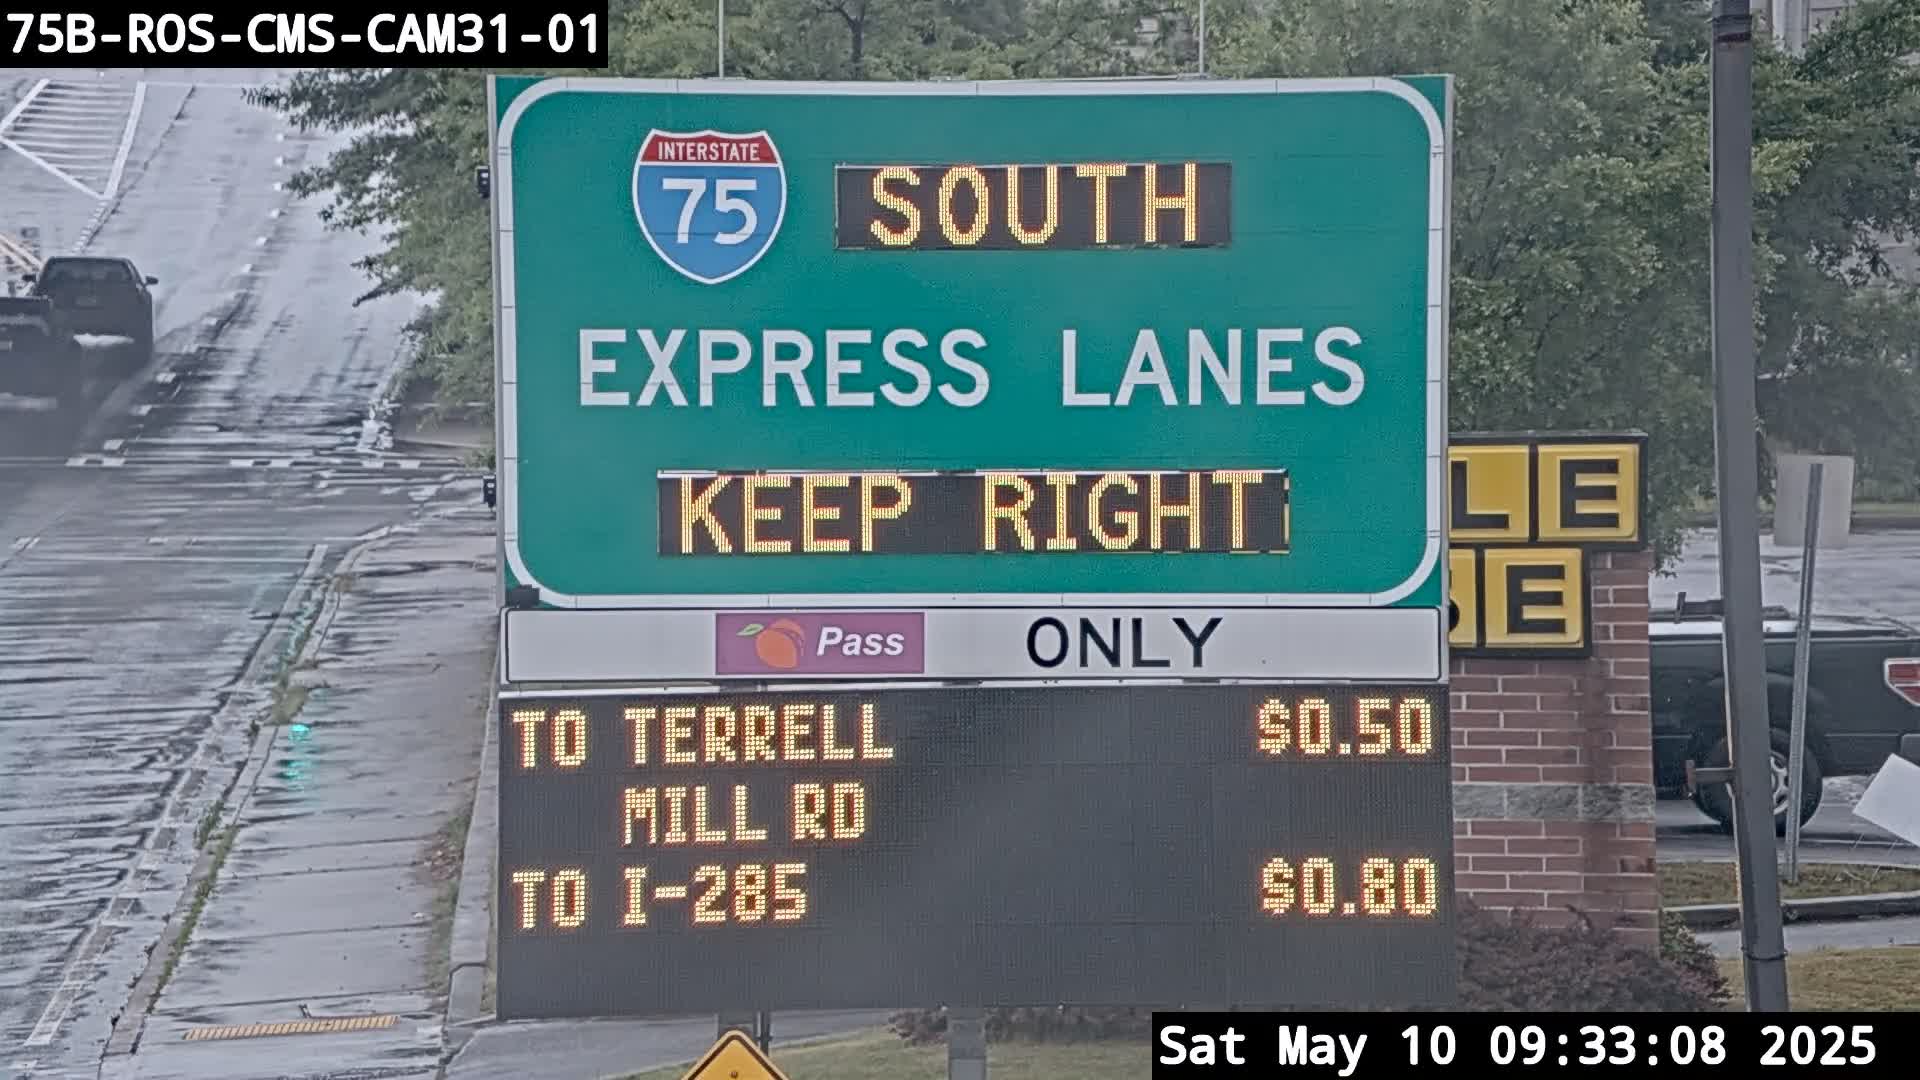 75B-ROS-CMS-CAM31-01
INTERSTATE
75
SOUTH
EXPRESS LANES
KEEP RIGHT
Pass ONLY
TO TERRELL $0.50
MILL RD
TO I-285 $0.80
LE
E
Sat May 10 09:33:08 2025